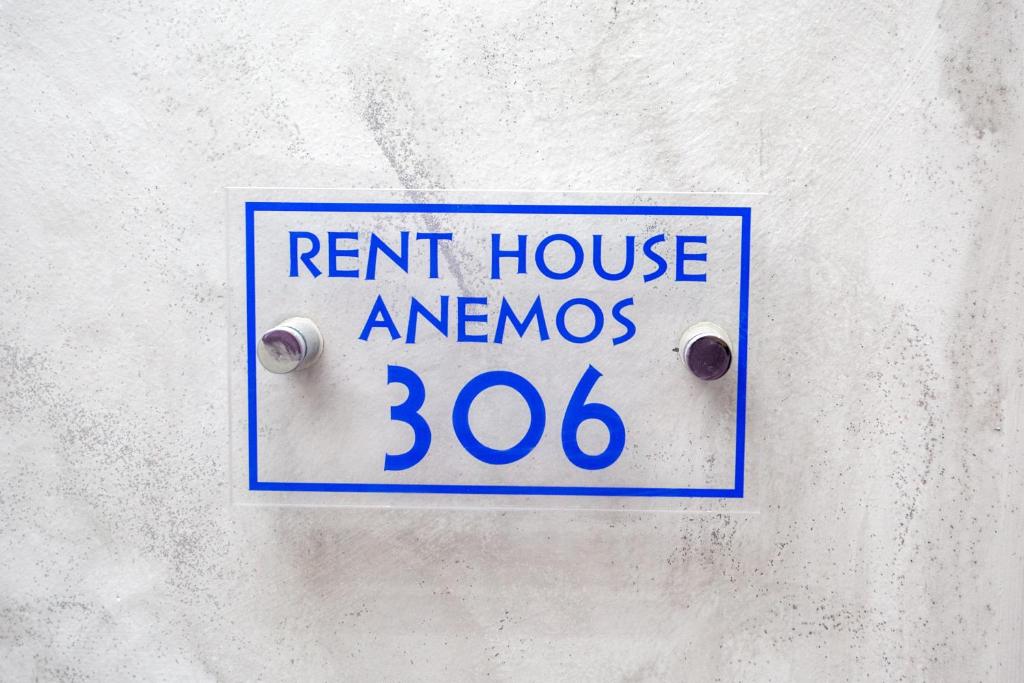 RENT HOUSE
ANEMOS
306